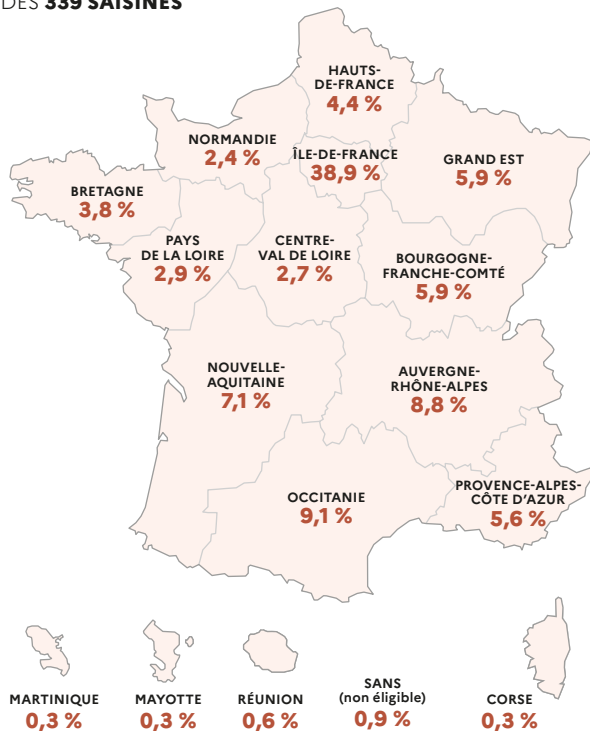 DES 339 SAISINES
HAUTS-
DE-FRANCE
4,4 %
NORMANDIE
2,4 %
ÎLE-DE-FRANCE
38,9 %
GRAND EST
5,9 %
BRETAGNE
3,8 %
PAYS
DE LA LOIRE
2,9 %
CENTRE-
VAL DE LOIRE
2,7 %
BOURGOGNE-
FRANCHE-COMTÉ
5,9 %
NOUVELLE-
AQUITAINE
7,1 %
AUVERGNE-
RHÔNE-ALPES
8,8 %
OCCITANIE
9,1 %
PROVENCE-ALPES-
CÔTE D'AZUR
5,6 %
MARTINIQUE
0,3 %
MAYOTTE
0,3 %
RÉUNION
0,6 %
SANS
(non éligible)
0,9 %
CORSE
0,3 %